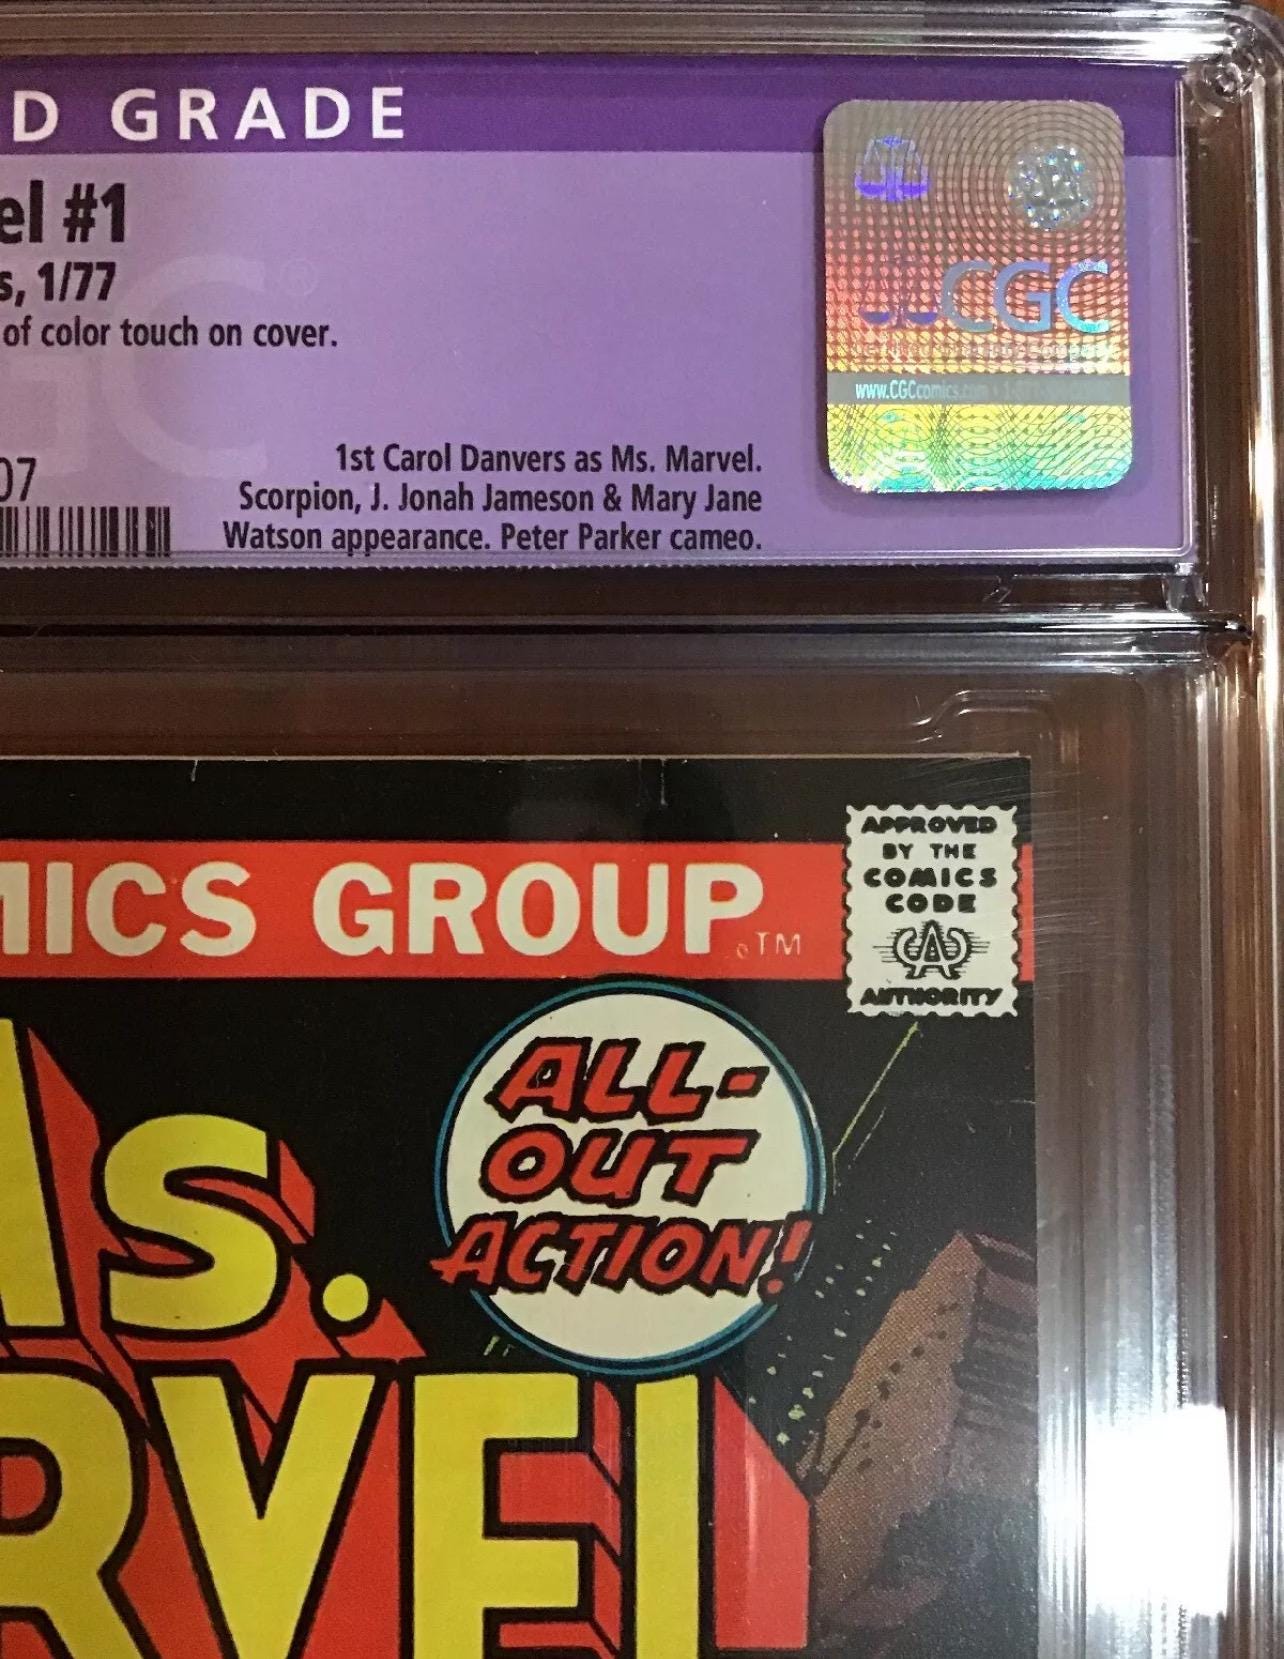 D GRADE
el #1
s, 1/77
of color touch on cover.
07
1st Carol Danvers as Ms. Marvel.
Scorpion, J. Jonah Jameson & Mary Jane
Watson appearance. Peter Parker cameo.
CGC
www.CGCcomics.com
MICS GROUP
TM
APPROVED
BY THE
COMICS
CODE
CA
AUTHORITY
ALL-
OUT
ACTION!
Ms.
RVEL